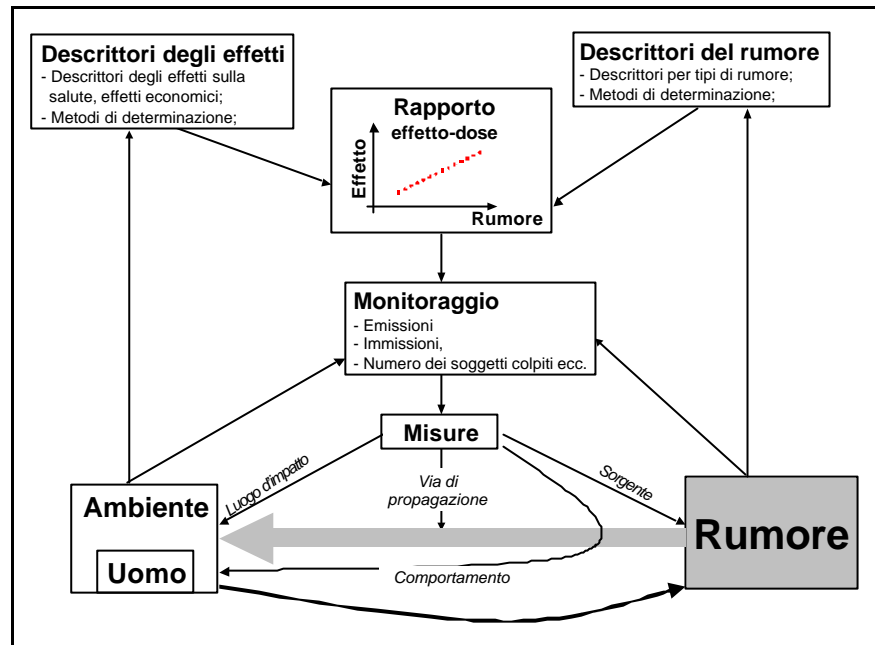 Descrittori degli effetti
- Descrittori degli effetti sulla
salute, effetti economici;
- Metodi di determinazione;
Descrittori del rumore
- Descrittori per tipi di rumore;
- Metodi di determinazione;
Rapporto
effetto-dose
Effetto
Rumore
Monitoraggio
- Emissioni
- Immissioni,
- Numero dei soggetti colpiti ecc.
Misure
Luogo d'impatto
Via di
propagazione
Sorgente
Ambiente
Uomo
Rumore
Comportamento